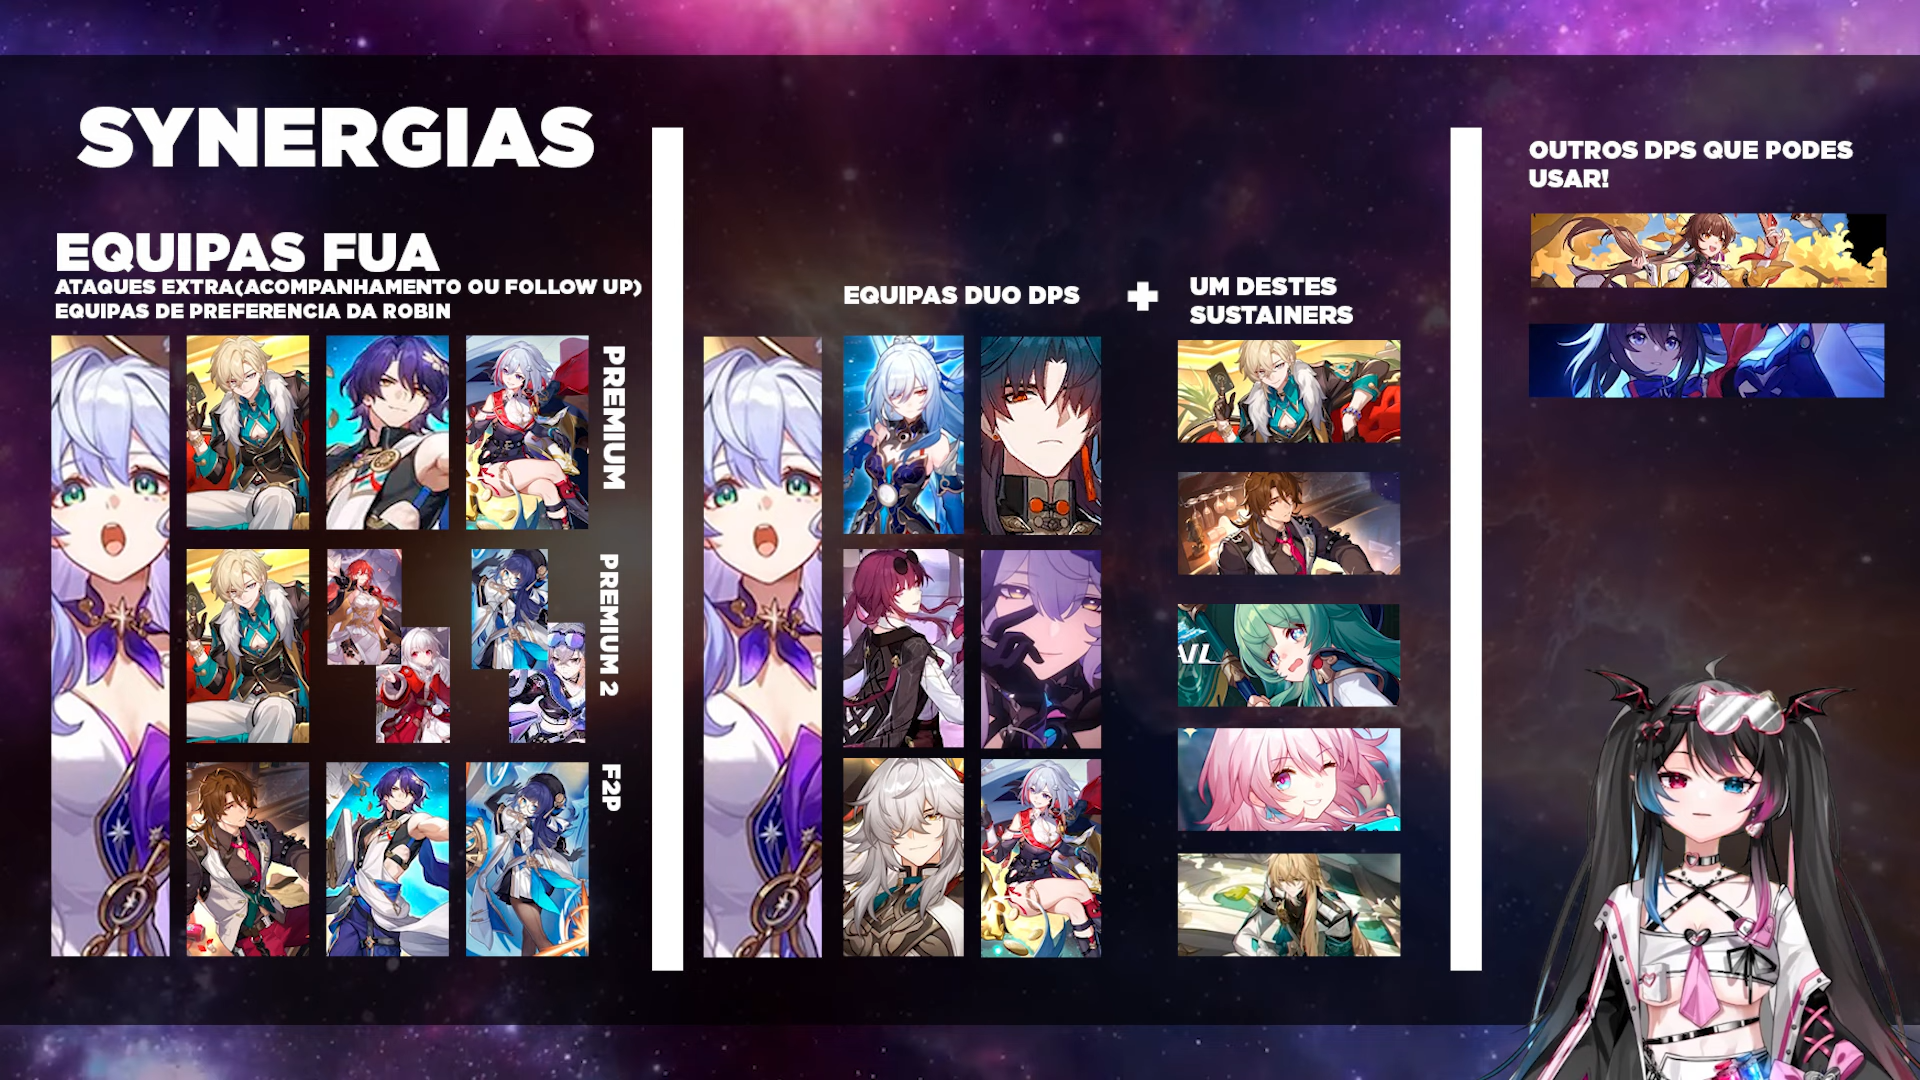 SYNERGIAS
EQUIPAS FUA
ATAQUES EXTRA(ACOMPANHAMENTO OU FOLLOW UP)
EQUIPAS DE PREFERENCIA DA ROBIN
PREMIUM
PREMIUM 2
F2P
EQUIPAS DUO DPS
+
UM DESTES
SUSTAINERS
OUTROS DPS QUE PODES
USAR!